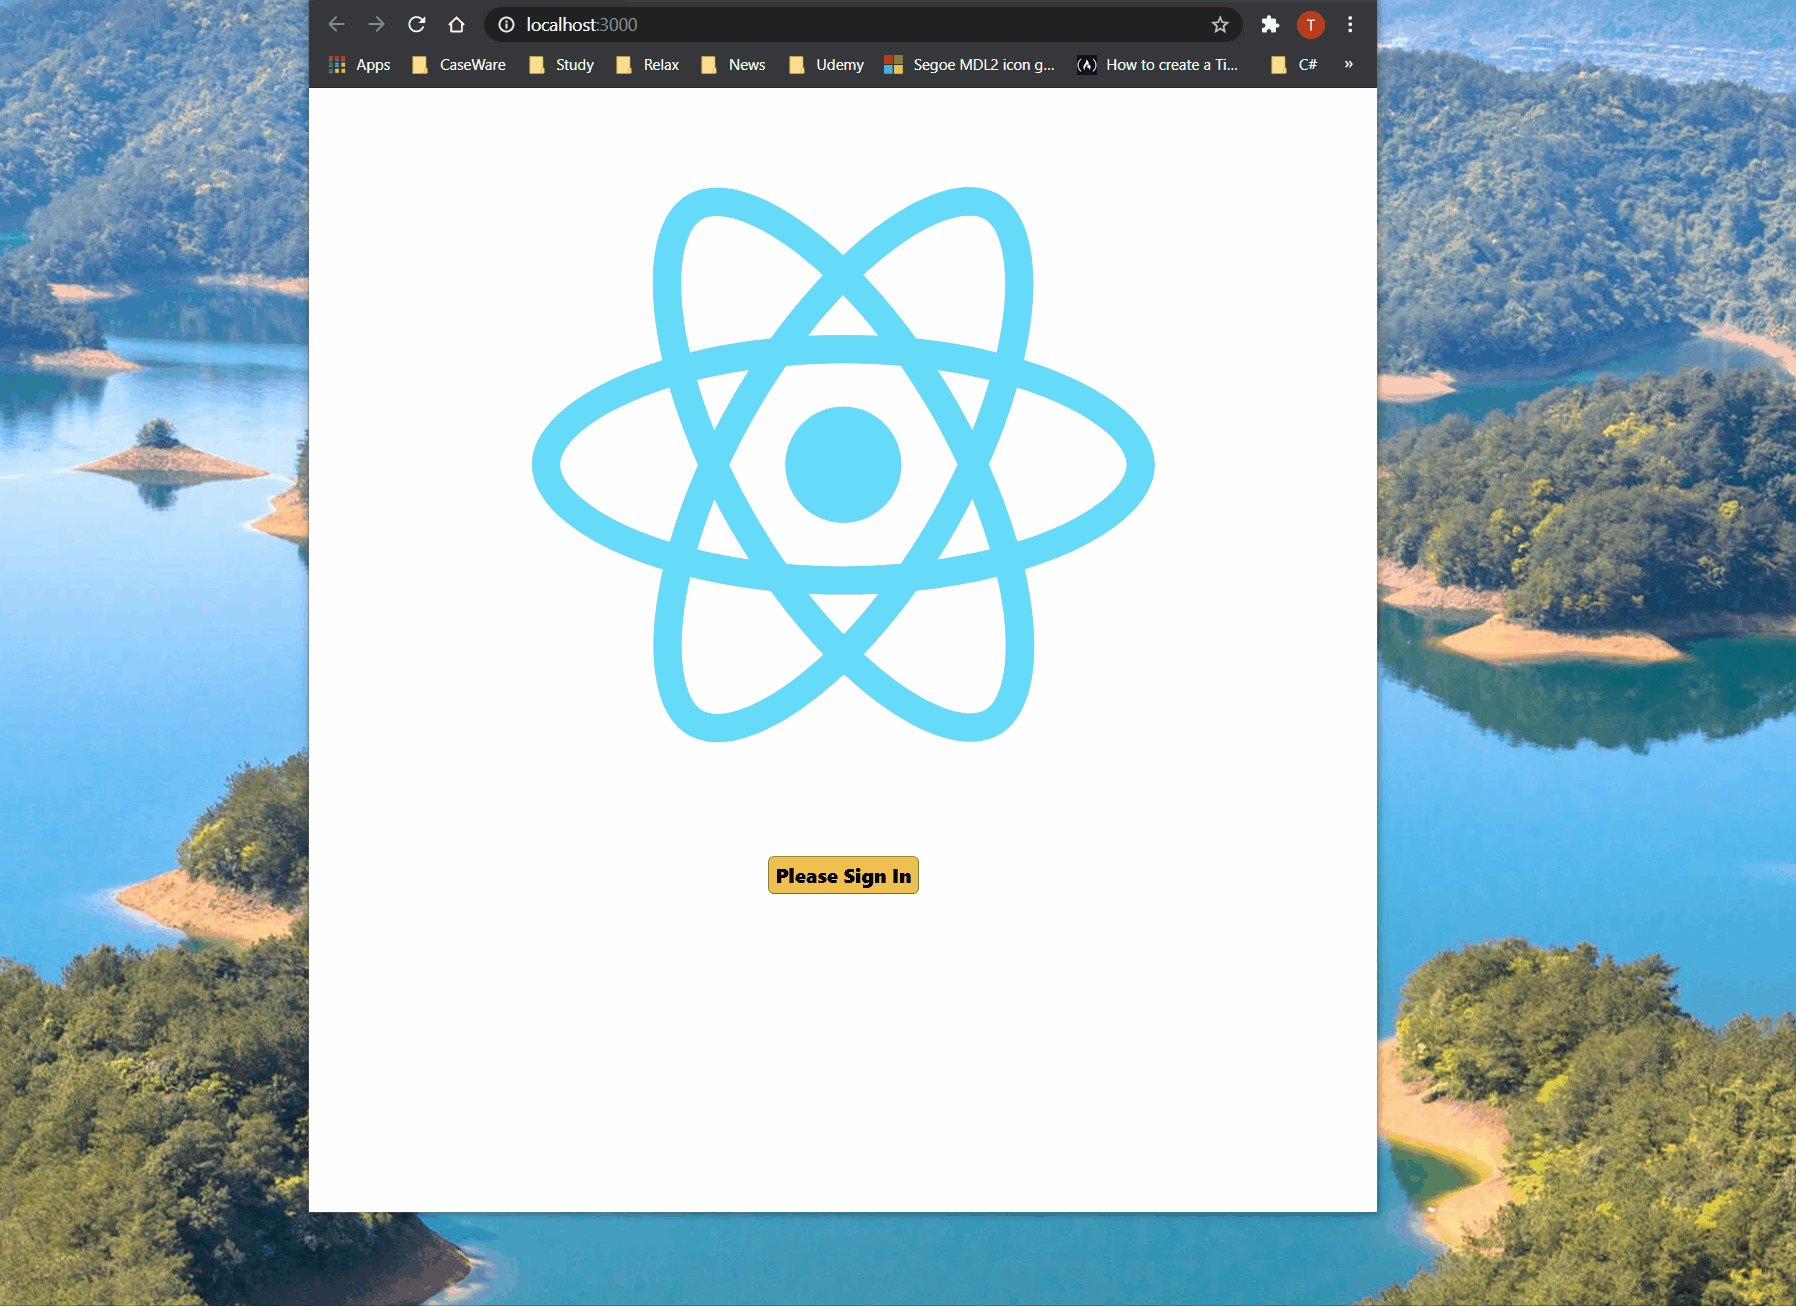 localhost:3000
T
Apps CaseWare Study Relax News Udemy Segoe MDL2 icon g... How to create a Ti... C# »
Please Sign In